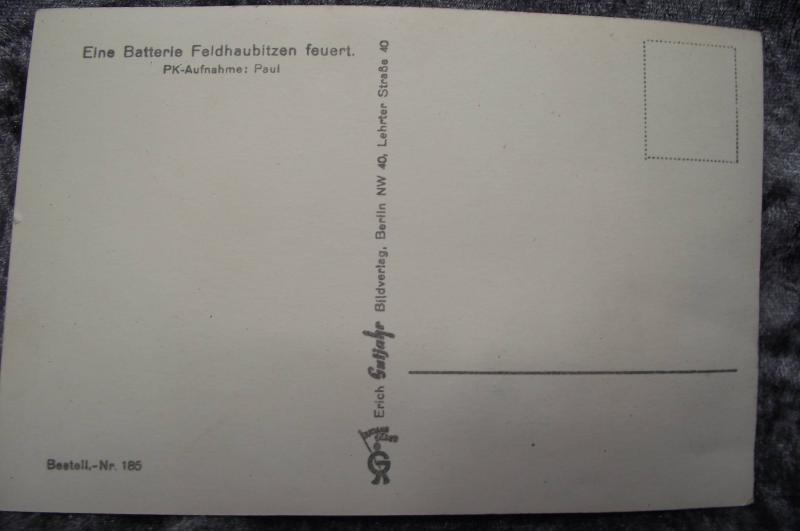 Eine Batterie Feldhaubitzen feuert.
PK-Aufnahme: Paul
Erich Gutjahr Bildverlag, Berlin NW 40, Lehrter Straße 40
Bestell.-Nr. 185